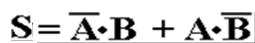 S = A̅·B + A·B̅